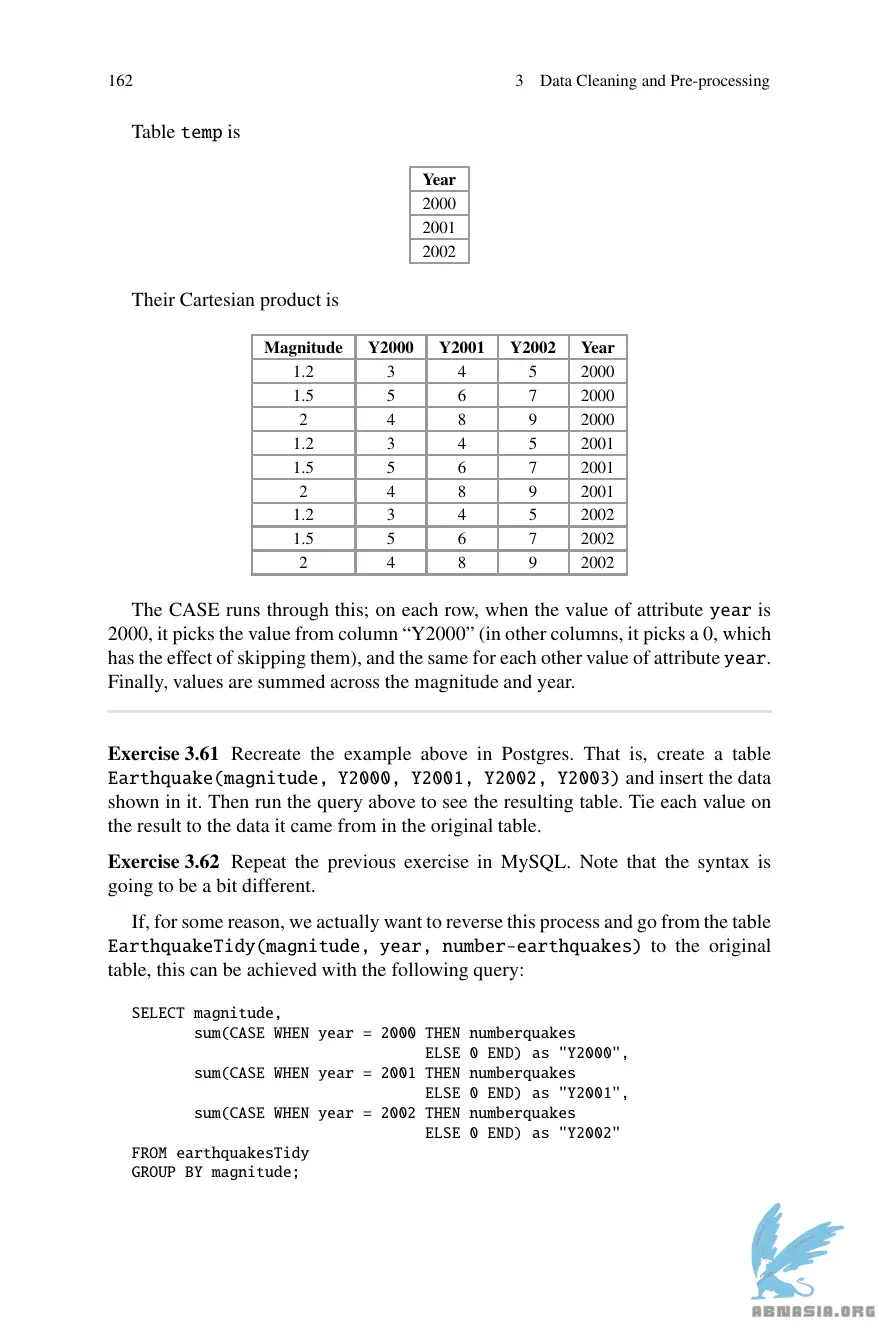 162
3 Data Cleaning and Pre-processing
Table temp is
Year
2000
2001
2002
Their Cartesian product is
Magnitude Y2000 Y2001 Y2002 Year
1.2 3 4 5 2000
1.5 5 6 7 2000
2 4 8 9 2000
1.2 3 4 5 2001
1.5 5 6 7 2001
2 4 8 9 2001
1.2 3 4 5 2002
1.5 5 6 7 2002
2 4 8 9 2002
The CASE runs through this; on each row, when the value of attribute year is
2000, it picks the value from column “Y2000” (in other columns, it picks a 0, which
has the effect of skipping them), and the same for each other value of attribute year.
Finally, values are summed across the magnitude and year.
Exercise 3.61 Recreate the example above in Postgres. That is, create a table
Earthquake(magnitude, Y2000, Y2001, Y2002, Y2003) and insert the data
shown in it. Then run the query above to see the resulting table. Tie each value on
the result to the data it came from in the original table.
Exercise 3.62 Repeat the previous exercise in MySQL. Note that the syntax is
going to be a bit different.
If, for some reason, we actually want to reverse this process and go from the table
EarthquakeTidy(magnitude, year, number-earthquakes) to the original
table, this can be achieved with the following query:
SELECT magnitude,
sum(CASE WHEN year = 2000 THEN numberquakes
ELSE 0 END) as "Y2000",
sum(CASE WHEN year = 2001 THEN numberquakes
ELSE 0 END) as "Y2001",
sum(CASE WHEN year = 2002 THEN numberquakes
ELSE 0 END) as "Y2002"
FROM earthquakesTidy
GROUP BY magnitude;
ABNASIA.ORG